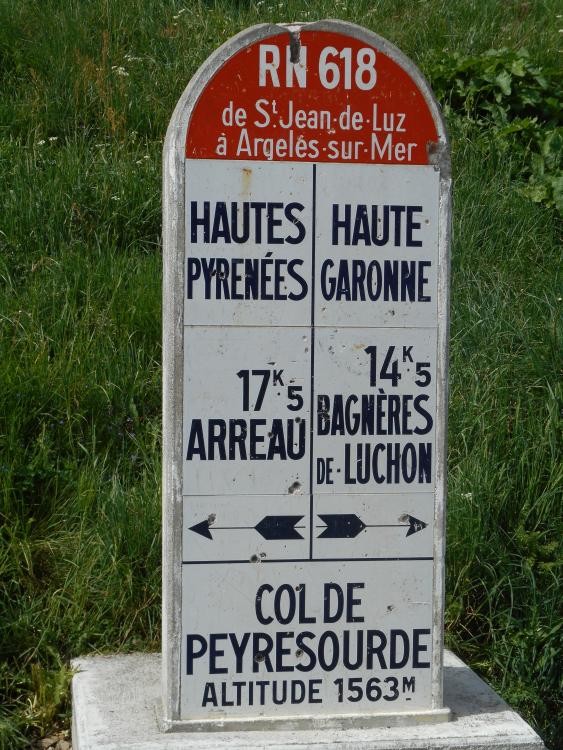 RN 618
de St Jean-de-Luz
à Argelès-sur-Mer
HAUTES
PYRENÉES
HAUTE
GARONNE
17K5
ARREAU
14K5
BAGNÈRES
DE-LUCHON
COL DE
PEYRESOURDE
ALTITUDE 1563M